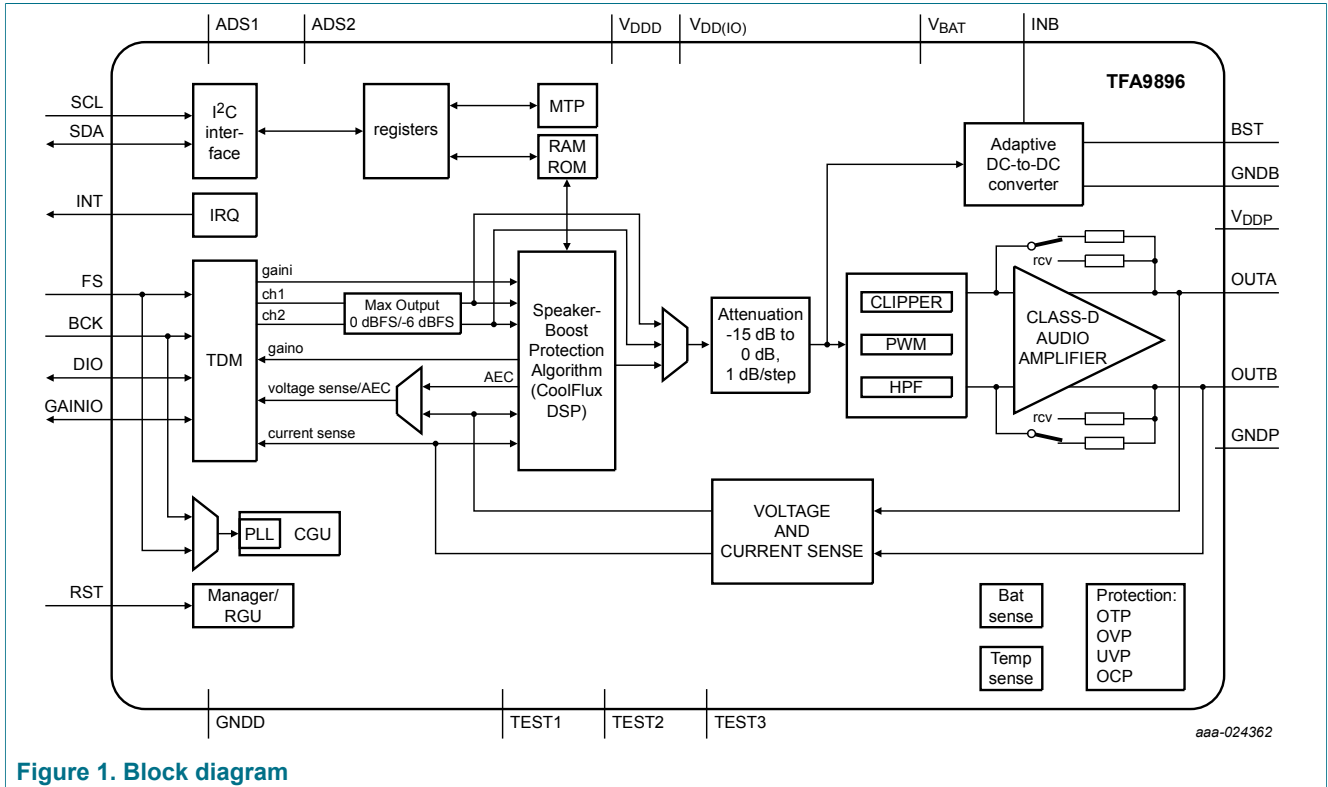 ADS1
ADS2
VDDD
VDD(IO)
VBAT
INB
TFA9896
SCL
SDA
I2C
inter-
face
registers
MTP
RAM
ROM
Adaptive
DC-to-DC
converter
BST
GNDB
INT
IRQ
VDDP
FS
BCK
DIO
GAINIO
TDM
gaini
ch1
ch2
Max Output
0 dBFS/-6 dBFS
gaino
voltage sense/AEC
AEC
current sense
Speaker-
Boost
Protection
Algorithm
(CoolFlux
DSP)
Attenuation
-15 dB to
0 dB,
1 dB/step
CLIPPER
PWM
HPF
rcv
CLASS-D
AUDIO
AMPLIFIER
rcv
OUTA
OUTB
GNDP
PLL
CGU
VOLTAGE
AND
CURRENT SENSE
RST
Manager/
RGU
Bat
sense
Temp
sense
Protection:
OTP
OVP
UVP
OCP
GNDD
TEST1
TEST2
TEST3
aaa-024362
Figure 1. Block diagram